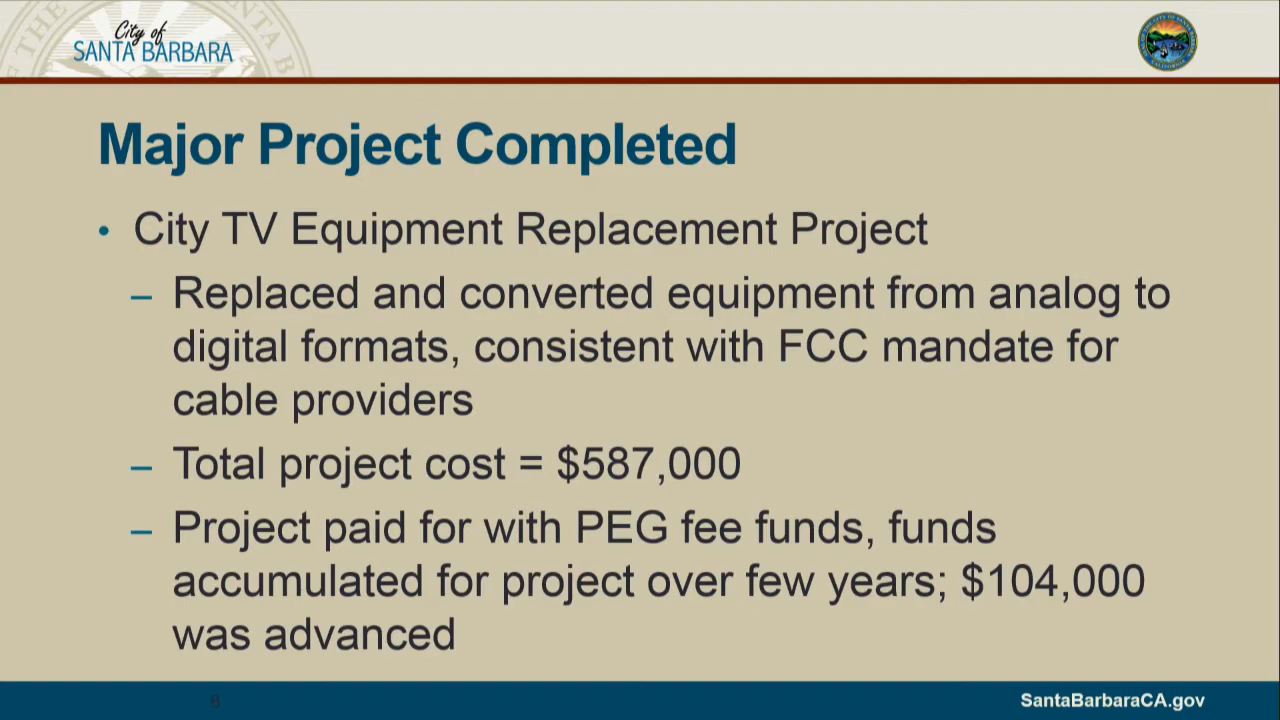 City of
SANTA BARBARA
Major Project Completed
• City TV Equipment Replacement Project
– Replaced and converted equipment from analog to
digital formats, consistent with FCC mandate for
cable providers
– Total project cost = $587,000
– Project paid for with PEG fee funds, funds
accumulated for project over few years; $104,000
was advanced
SantaBarbaraCA.gov